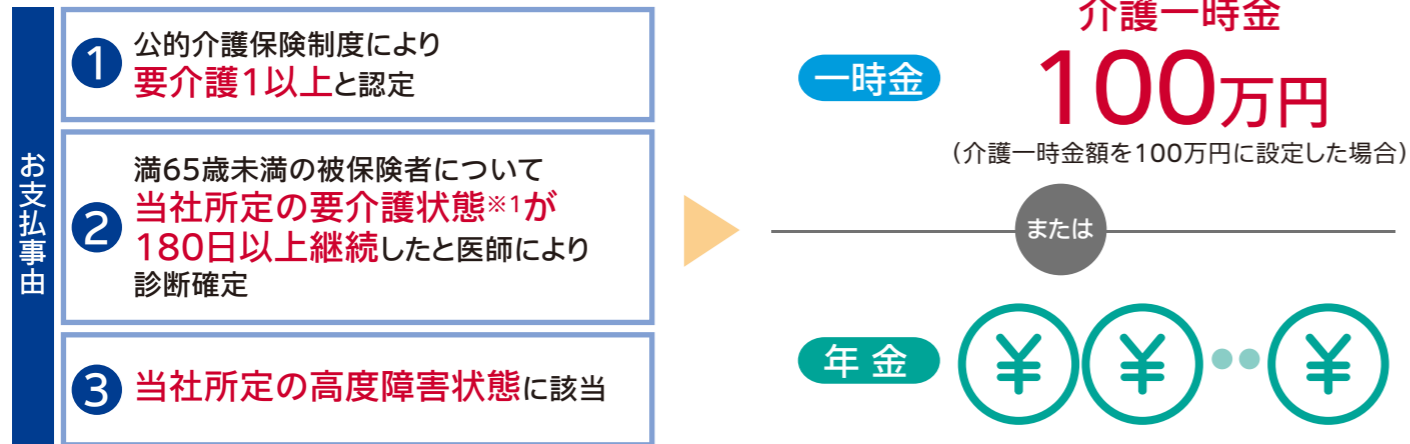 お支払事由
1 公的介護保険制度により
要介護1以上と認定
2 満65歳未満の被保険者について
当社所定の要介護状態※1が
180日以上継続したと医師により
診断確定
3 当社所定の高度障害状態に該当
介護一時金
一時金 100万円
(介護一時金額を100万円に設定した場合)
または
年金 ¥ ¥ ¥